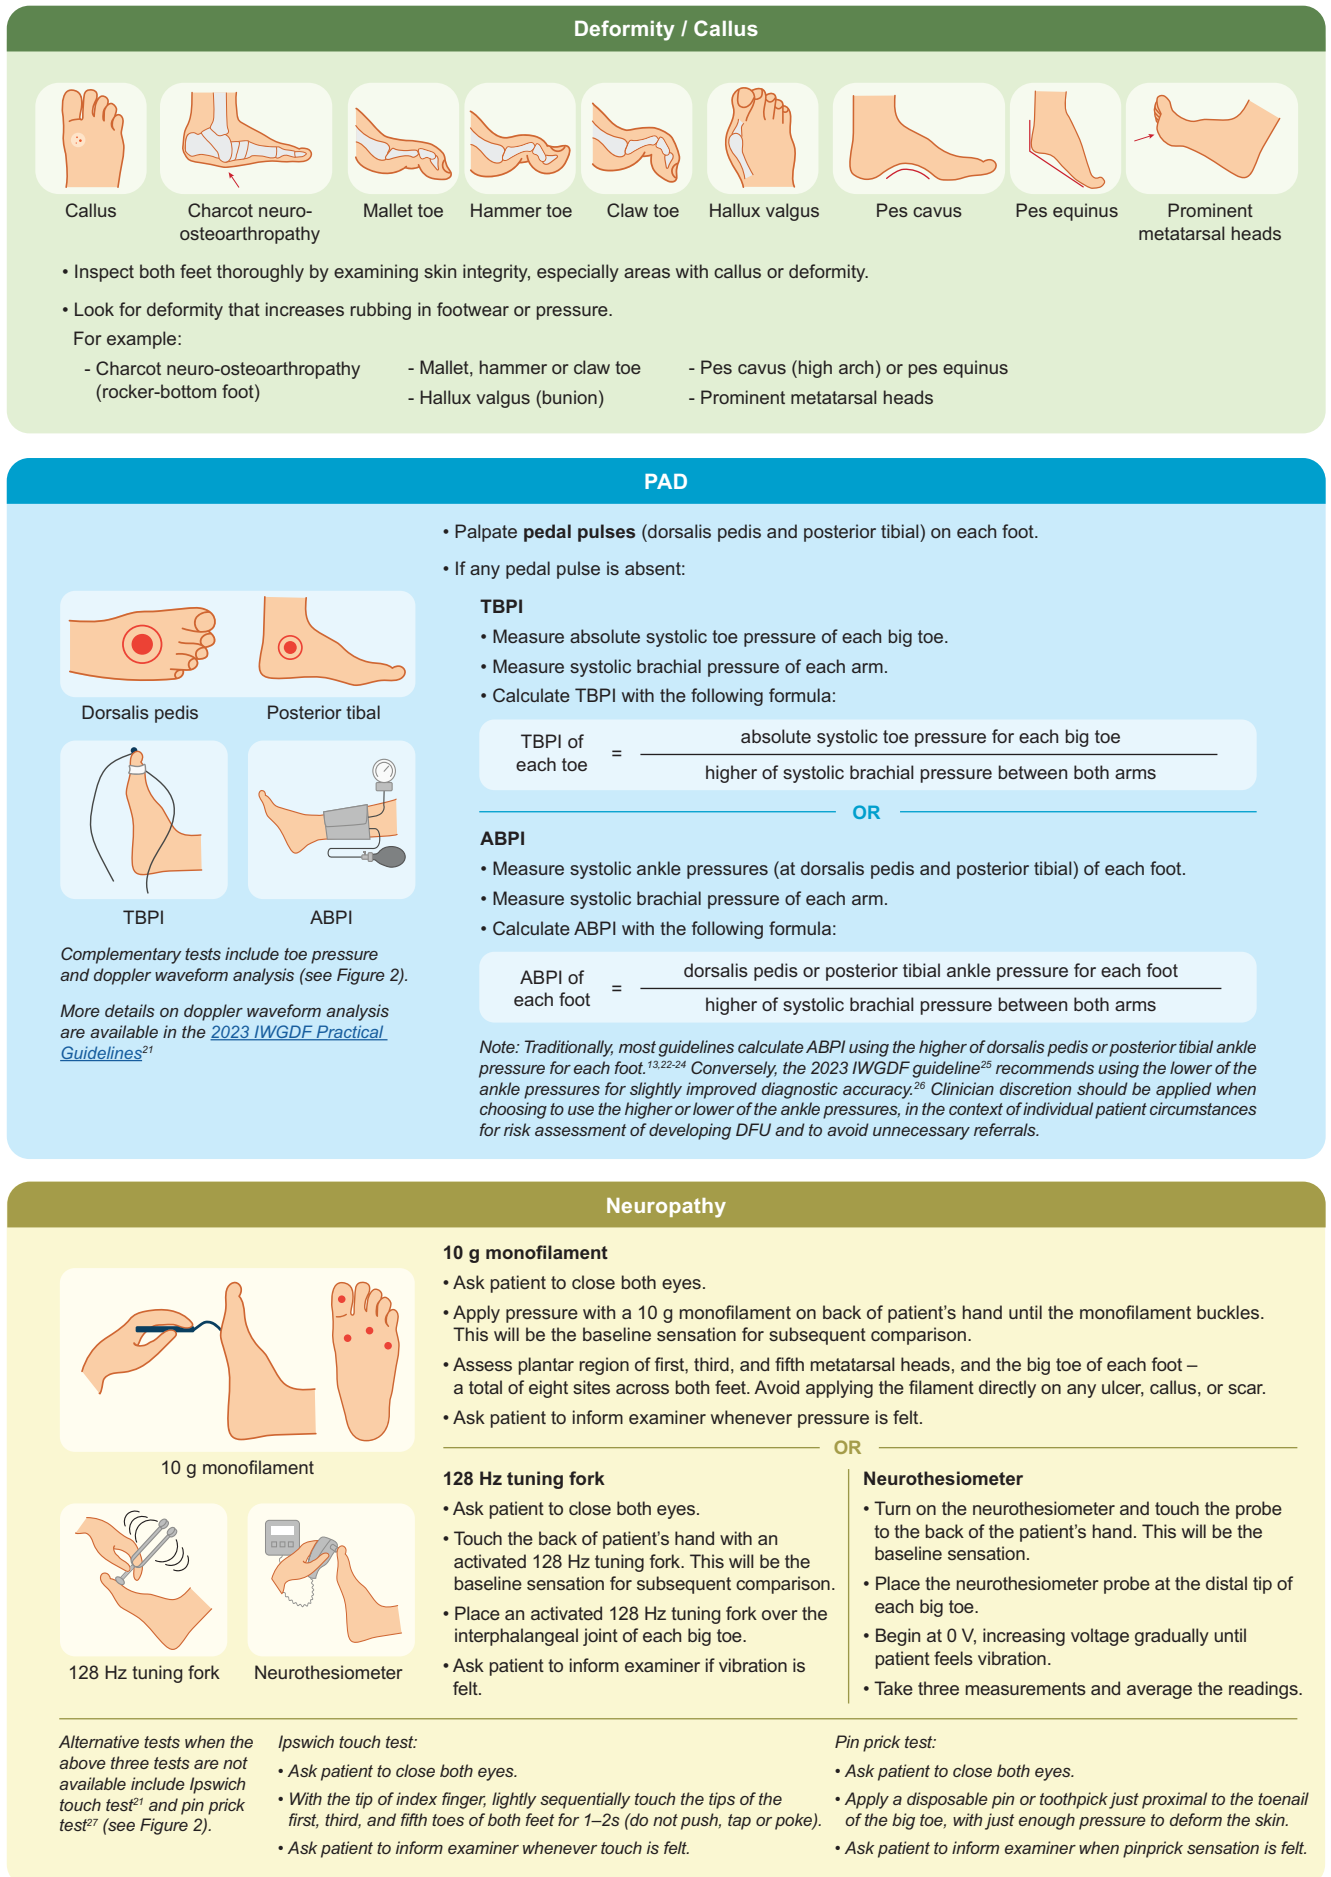 Deformity / Callus
Callus
Charcot neuro-
osteoarthropathy
Mallet toe
Hammer toe
Claw toe
Hallux valgus
Pes cavus
Pes equinus
Prominent
metatarsal heads
• Inspect both feet thoroughly by examining skin integrity, especially areas with callus or deformity.
• Look for deformity that increases rubbing in footwear or pressure.
For example:
- Charcot neuro-osteoarthropathy
(rocker-bottom foot)
- Mallet, hammer or claw toe
- Hallux valgus (bunion)
- Pes cavus (high arch) or pes equinus
- Prominent metatarsal heads
PAD
Dorsalis pedis
Posterior tibal
TBPI
ABPI
Complementary tests include toe pressure
and doppler waveform analysis (see Figure 2).
More details on doppler waveform analysis
are available in the 2023 IWGDF Practical
Guidelines21
• Palpate pedal pulses (dorsalis pedis and posterior tibial) on each foot.
• If any pedal pulse is absent:
TBPI
• Measure absolute systolic toe pressure of each big toe.
• Measure systolic brachial pressure of each arm.
• Calculate TBPI with the following formula:
TBPI of
each toe
=
absolute systolic toe pressure for each big toe
higher of systolic brachial pressure between both arms
OR
ABPI
• Measure systolic ankle pressures (at dorsalis pedis and posterior tibial) of each foot.
• Measure systolic brachial pressure of each arm.
• Calculate ABPI with the following formula:
ABPI of
each foot
=
dorsalis pedis or posterior tibial ankle pressure for each foot
higher of systolic brachial pressure between both arms
Note: Traditionally, most guidelines calculate ABPI using the higher of dorsalis pedis or posterior tibial ankle
pressure for each foot.13,22-24 Conversely, the 2023 IWGDF guideline25 recommends using the lower of the
ankle pressures for slightly improved diagnostic accuracy.26 Clinician discretion should be applied when
choosing to use the higher or lower of the ankle pressures, in the context of individual patient circumstances
for risk assessment of developing DFU and to avoid unnecessary referrals.
Neuropathy
10 g monofilament
128 Hz tuning fork
Neurothesiometer
10 g monofilament
• Ask patient to close both eyes.
• Apply pressure with a 10 g monofilament on back of patient’s hand until the monofilament buckles.
This will be the baseline sensation for subsequent comparison.
• Assess plantar region of first, third, and fifth metatarsal heads, and the big toe of each foot –
a total of eight sites across both feet. Avoid applying the filament directly on any ulcer, callus, or scar.
• Ask patient to inform examiner whenever pressure is felt.
OR
128 Hz tuning fork
• Ask patient to close both eyes.
• Touch the back of patient’s hand with an
activated 128 Hz tuning fork. This will be the
baseline sensation for subsequent comparison.
• Place an activated 128 Hz tuning fork over the
interphalangeal joint of each big toe.
• Ask patient to inform examiner if vibration is
felt.
Neurothesiometer
• Turn on the neurothesiometer and touch the probe
to the back of the patient’s hand. This will be the
baseline sensation.
• Place the neurothesiometer probe at the distal tip of
each big toe.
• Begin at 0 V, increasing voltage gradually until
patient feels vibration.
• Take three measurements and average the readings.
Alternative tests when the
above three tests are not
available include Ipswich
touch test21 and pin prick
test27 (see Figure 2).
Ipswich touch test:
• Ask patient to close both eyes.
• With the tip of index finger, lightly sequentially touch the tips of the
first, third, and fifth toes of both feet for 1–2s (do not push, tap or poke).
• Ask patient to inform examiner whenever touch is felt.
Pin prick test:
• Ask patient to close both eyes.
• Apply a disposable pin or toothpick just proximal to the toenail
of the big toe, with just enough pressure to deform the skin.
• Ask patient to inform examiner when pinprick sensation is felt.